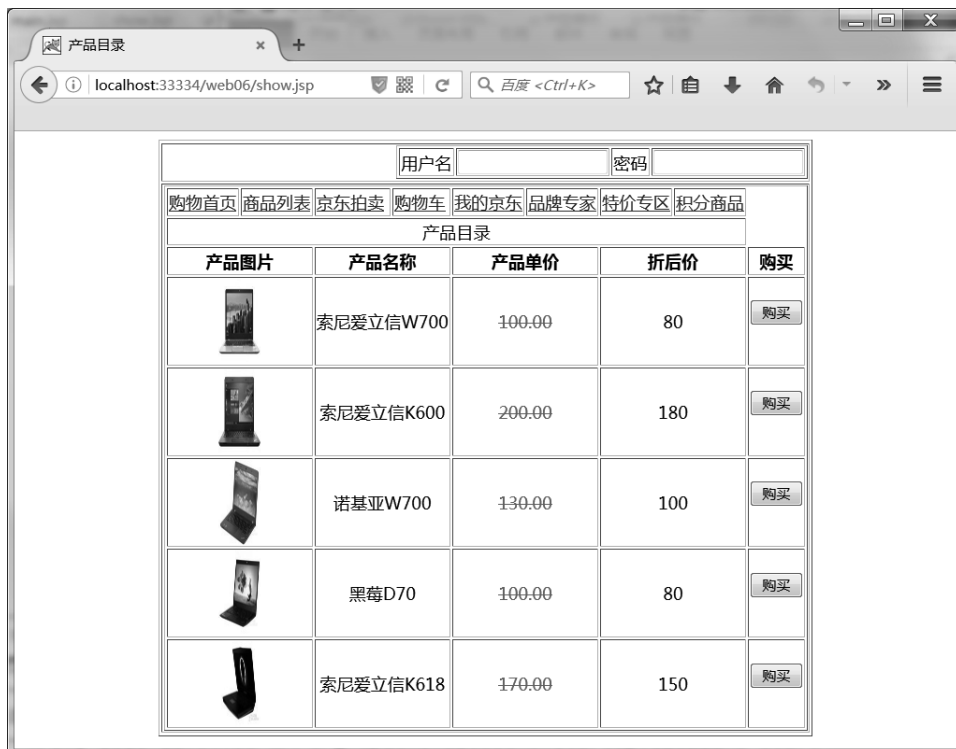 产品目录
localhost:33334/web06/show.jsp
百度 <Ctrl+K>
用户名 密码
购物首页 商品列表 京东拍卖 购物车 我的京东 品牌专家 特价专区 积分商品
产品目录
产品图片 产品名称 产品单价 折后价 购买
索尼爱立信W700 100.00 80 购买
索尼爱立信K600 200.00 180 购买
诺基亚W700 130.00 100 购买
黑莓D70 100.00 80 购买
索尼爱立信K618 170.00 150 购买